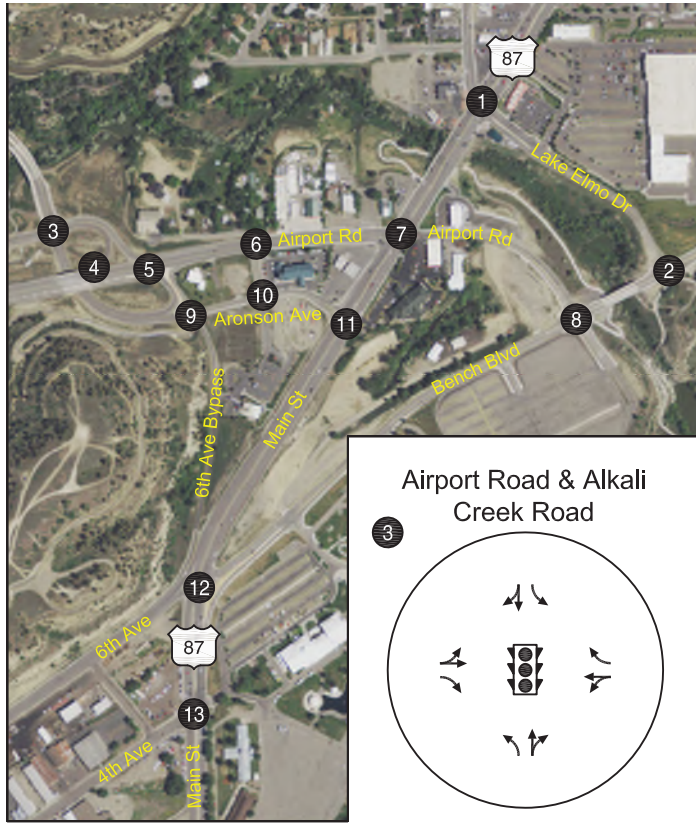 87
1
Lake Elmo Dr
3
6
Airport Rd
7
Airport Rd
4
5
2
10
9
Aronson Ave
11
8
Bench Blvd
6th Ave Bypass
Main St
Airport Road & Alkali
Creek Road
3
12
6th Ave
87
13
4th Ave
Main St